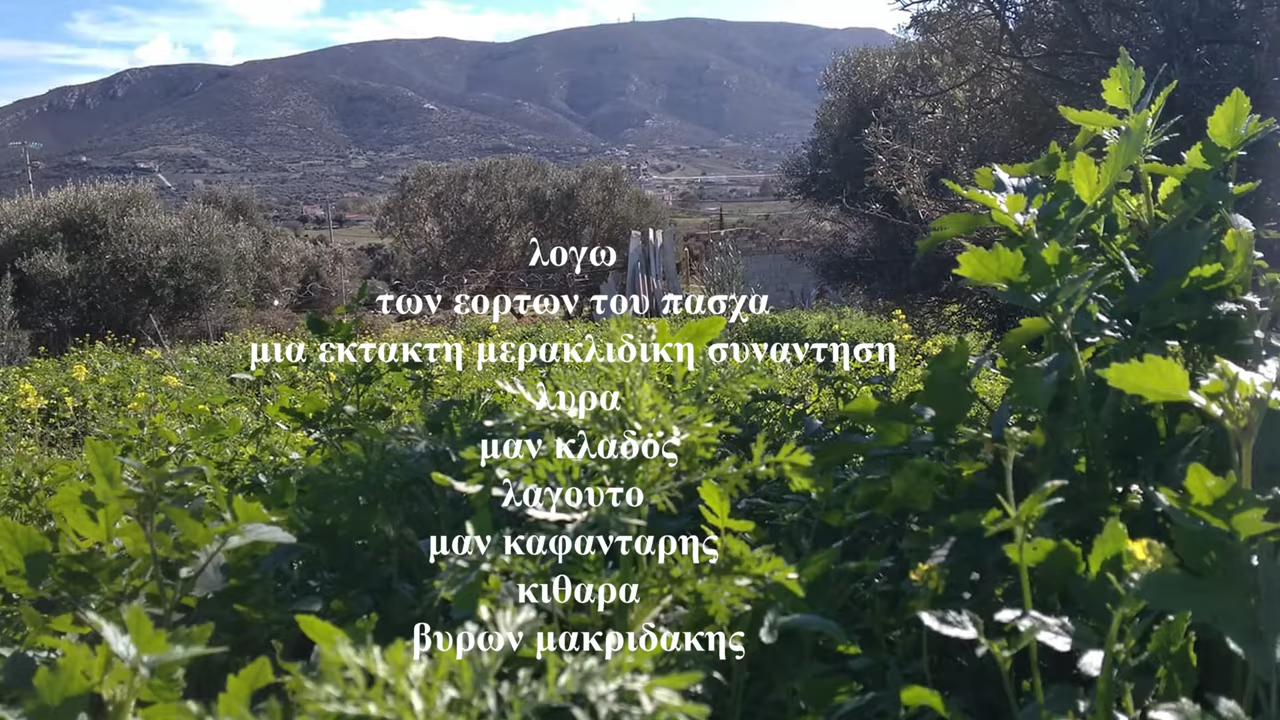 λογω
των εορτων του πασχα
μια εκτακτη μερακλιδικη συναντηση
λυρα
μαν κλαδος
λαγουτο
μαν καφανταρης
κιθαρα
βυρων μακριδακης